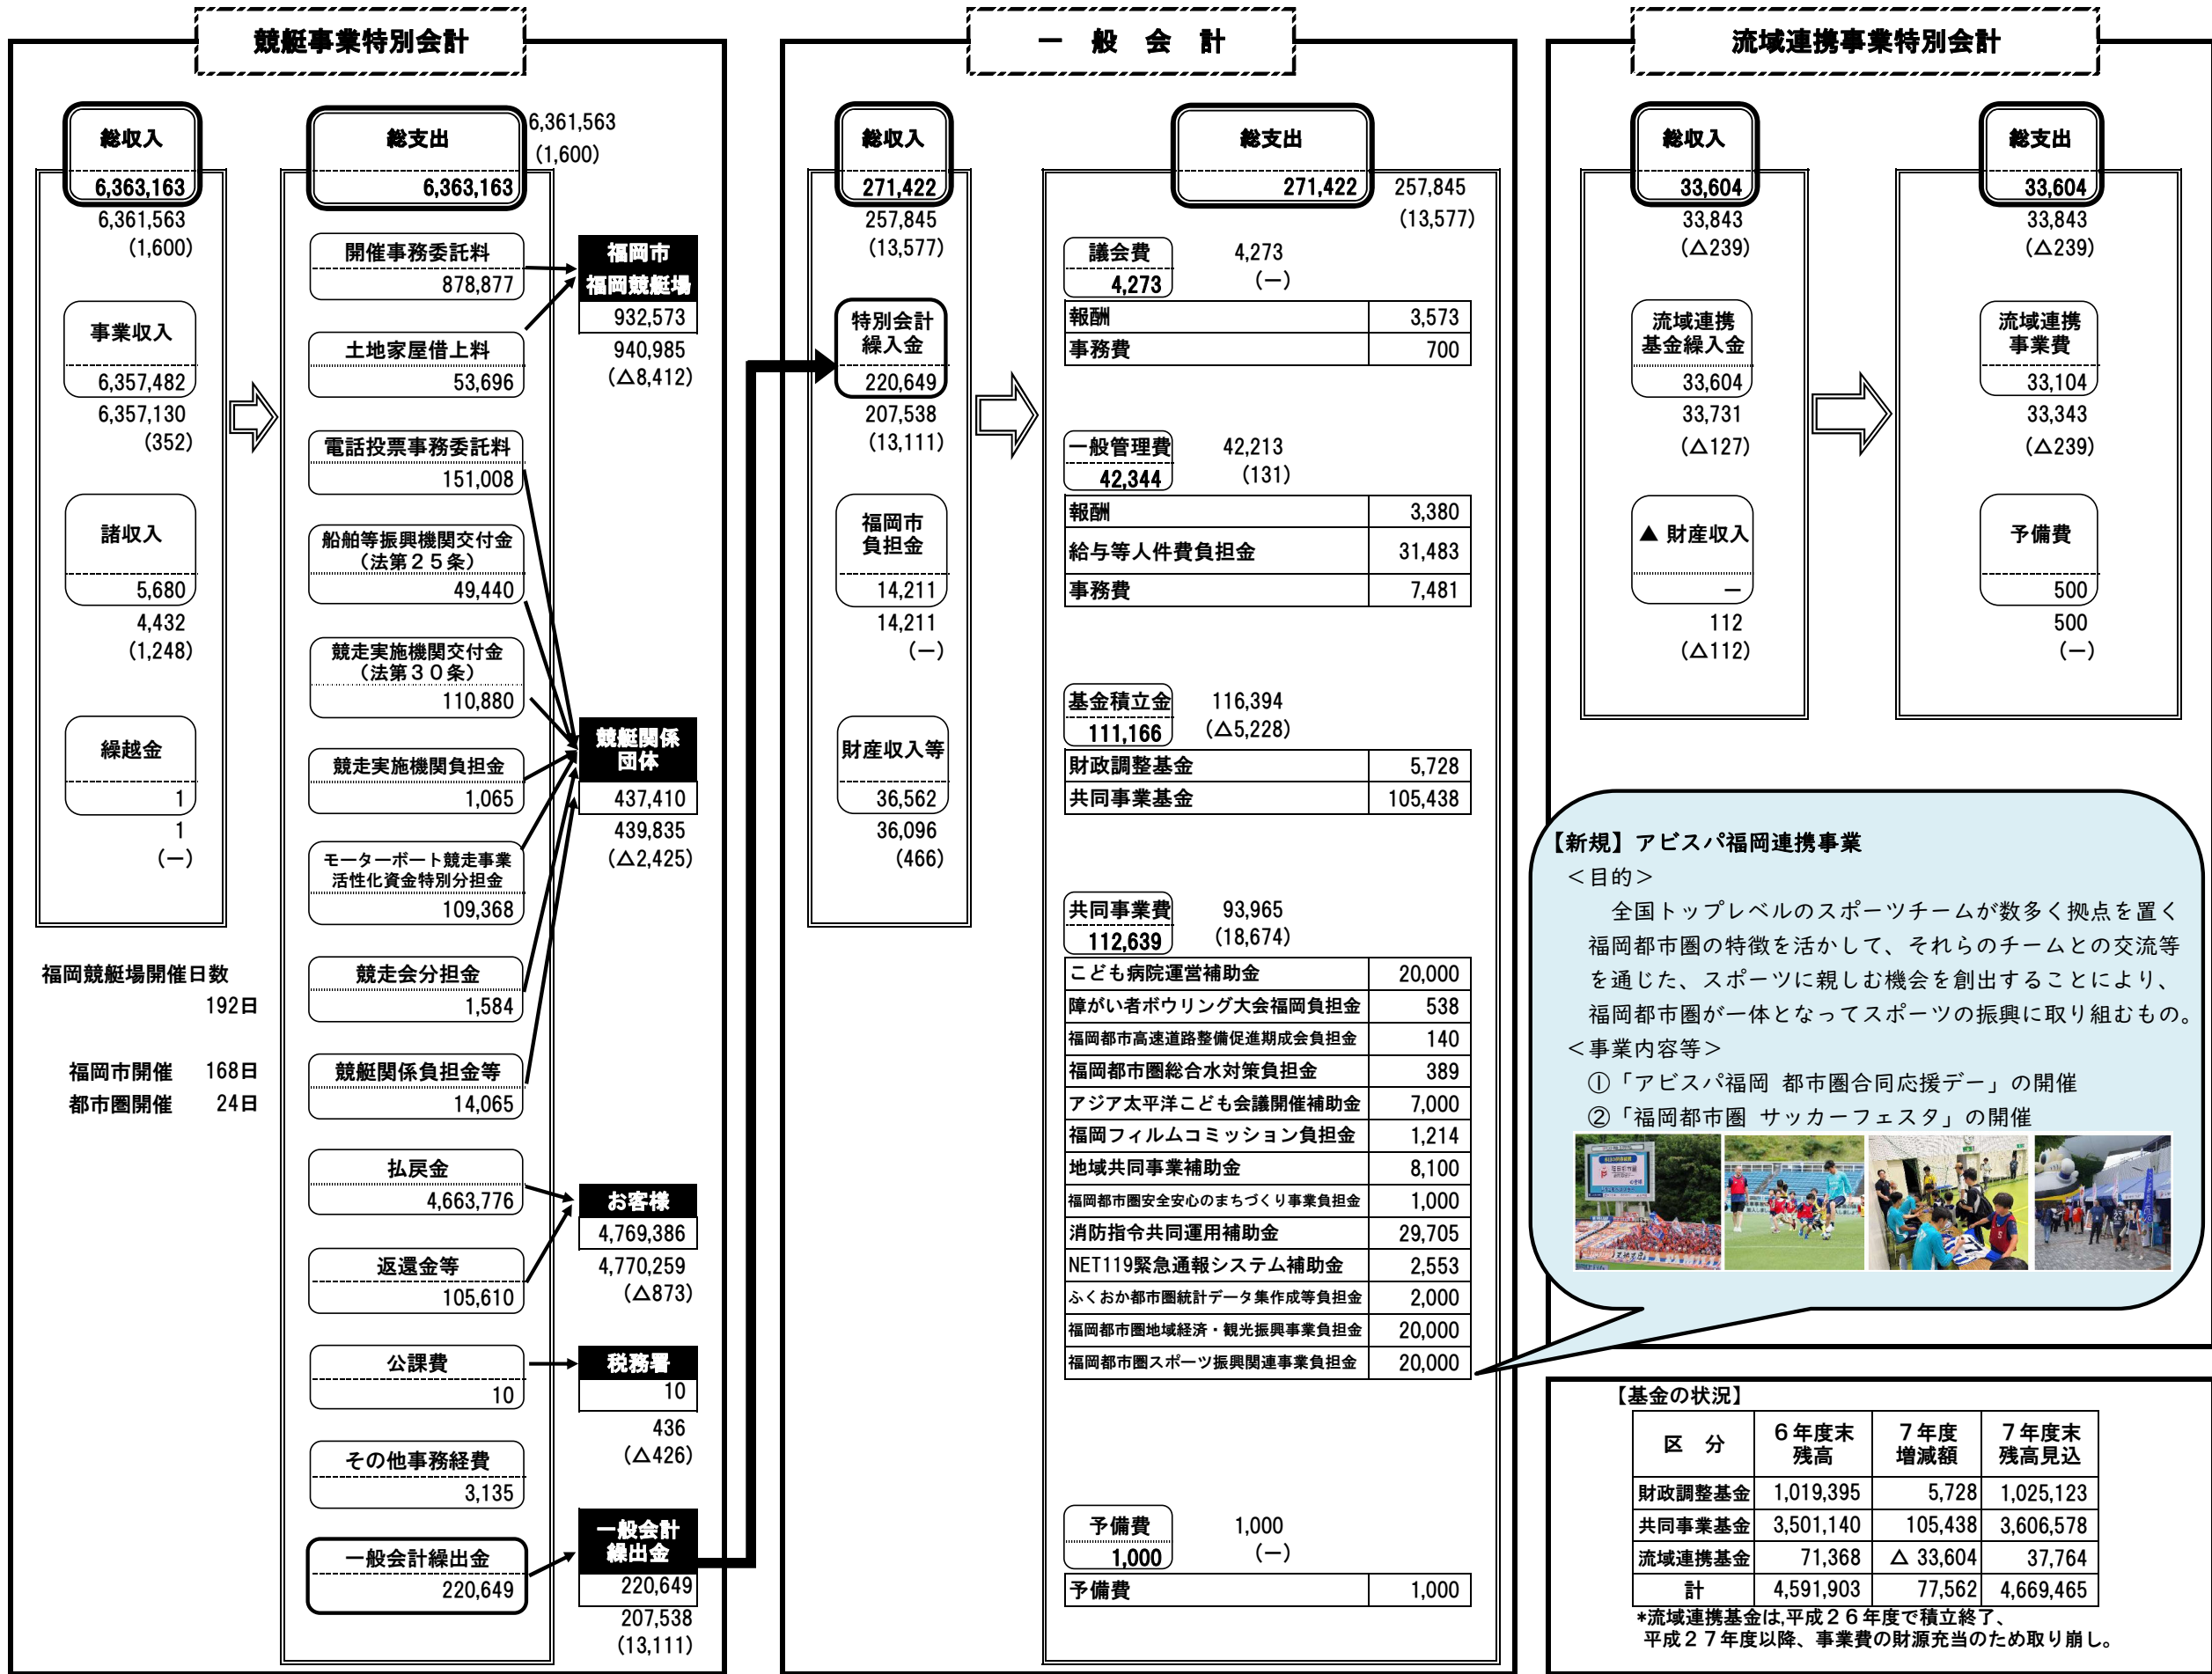 競艇事業特別会計
総収入
6,363,163
6,361,563
(1,600)
事業収入
6,357,482
6,357,130
(352)
諸収入
5,680
4,432
(1,248)
繰越金
1
1
(－)
福岡競艇場開催日数
192日
福岡市開催 168日
都市圏開催 24日
総支出
6,363,163
6,361,563
(1,600)
開催事務委託料
878,877
土地家屋借上料
53,696
電話投票事務委託料
151,008
船舶等振興機関交付金
(法第２５条)
49,440
競走実施機関交付金
(法第３０条)
110,880
競走実施機関負担金
1,065
モーターボート競走事業
活性化資金特別分担金
109,368
競走会分担金
1,584
競艇関係負担金等
14,065
払戻金
4,663,776
返還金等
105,610
公課費
10
その他事務経費
3,135
一般会計繰出金
220,649
福岡市
福岡競艇場
932,573
940,985
(△8,412)
競艇関係
団体
437,410
439,835
(△2,425)
お客様
4,769,386
4,770,259
(△873)
税務署
10
436
(△426)
一般会計
繰出金
220,649
207,538
(13,111)
一 般 会 計
総収入
271,422
257,845
(13,577)
特別会計
繰入金
220,649
207,538
(13,111)
福岡市
負担金
14,211
14,211
(－)
財産収入等
36,562
36,096
(466)
総支出
271,422 257,845
(13,577)
議会費 4,273
4,273 (－)
報酬 3,573
事務費 700
一般管理費 42,213
42,344 (131)
報酬 3,380
給与等人件費負担金 31,483
事務費 7,481
基金積立金 116,394
111,166 (△5,228)
財政調整基金 5,728
共同事業基金 105,438
共同事業費 93,965
112,639 (18,674)
こども病院運営補助金 20,000
障がい者ボウリング大会福岡負担金 538
福岡都市高速道路整備促進期成会負担金 140
福岡都市圏総合水対策負担金 389
アジア太平洋こども会議開催補助金 7,000
福岡フィルムコミッション負担金 1,214
地域共同事業補助金 8,100
福岡都市圏安全安心のまちづくり事業負担金 1,000
消防指令共同運用補助金 29,705
NET119緊急通報システム補助金 2,553
ふくおか都市圏統計データ集作成等負担金 2,000
福岡都市圏地域経済・観光振興事業負担金 20,000
福岡都市圏スポーツ振興関連事業負担金 20,000
予備費 1,000
1,000 (－)
予備費 1,000
流域連携事業特別会計
総収入
33,604
33,843
(△239)
流域連携
基金繰入金
33,604
33,731
(△127)
▲ 財産収入
－
112
(△112)
総支出
33,604
33,843
(△239)
流域連携
事業費
33,104
33,343
(△239)
予備費
500
500
(－)
【新規】アビスパ福岡連携事業
＜目的＞
全国トップレベルのスポーツチームが数多く拠点を置く
福岡都市圏の特徴を活かして、それらのチームとの交流等
を通じた、スポーツに親しむ機会を創出することにより、
福岡都市圏が一体となってスポーツの振興に取り組むもの。
＜事業内容等＞
①「アビスパ福岡 都市圏合同応援デー」の開催
②「福岡都市圏 サッカーフェスタ」の開催
【基金の状況】
区 分 ６年度末残高 ７年度増減額 ７年度末残高見込
財政調整基金 1,019,395 5,728 1,025,123
共同事業基金 3,501,140 105,438 3,606,578
流域連携基金 71,368 △ 33,604 37,764
計 4,591,903 77,562 4,669,465
*流域連携基金は,平成２６年度で積立終了、
平成２７年度以降、事業費の財源充当のため取り崩し。